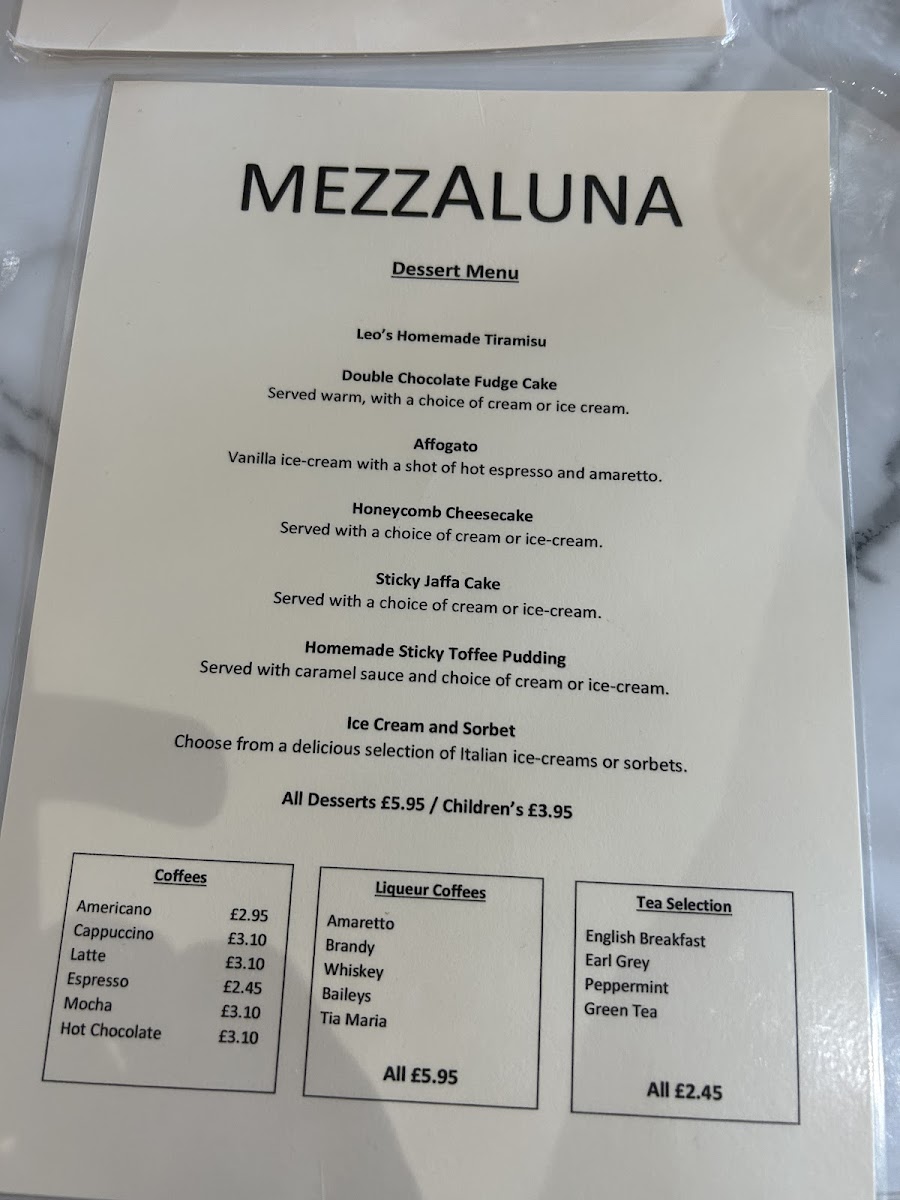 MEZZALUNA
Dessert Menu
Leo's Homemade Tiramisu
Double Chocolate Fudge Cake
Served warm, with a choice of cream or ice cream.
Affogato
Vanilla ice-cream with a shot of hot espresso and amaretto.
Honeycomb Cheesecake
Served with a choice of cream or ice-cream.
Sticky Jaffa Cake
Served with a choice of cream or ice-cream.
Homemade Sticky Toffee Pudding
Served with caramel sauce and choice of cream or ice-cream.
Ice Cream and Sorbet
Choose from a delicious selection of Italian ice-creams or sorbets.
All Desserts £5.95 / Children's £3.95
Coffees
Americano £2.95
Cappuccino £3.10
Latte £3.10
Espresso £2.45
Mocha £3.10
Hot Chocolate £3.10
Liqueur Coffees
Amaretto
Brandy
Whiskey
Baileys
Tia Maria
All £5.95
Tea Selection
English Breakfast
Earl Grey
Peppermint
Green Tea
All £2.45